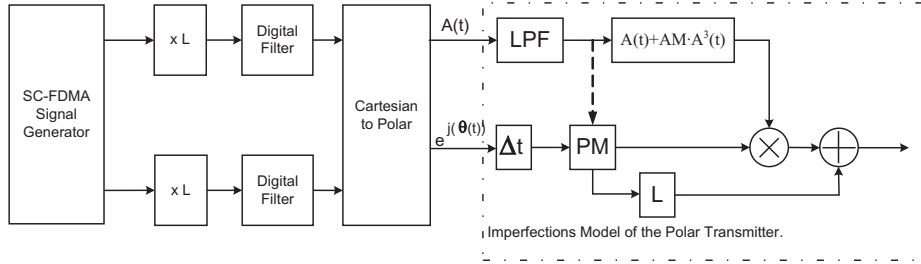 SC-FDMA
Signal
Generator
x L
Digital
Filter
x L
Digital
Filter
Cartesian
to Polar
A(t)
e^{j(θ(t))}
LPF
A(t)+AM·A³(t)
Δt
PM
×
+
L
Imperfections Model of the Polar Transmitter.